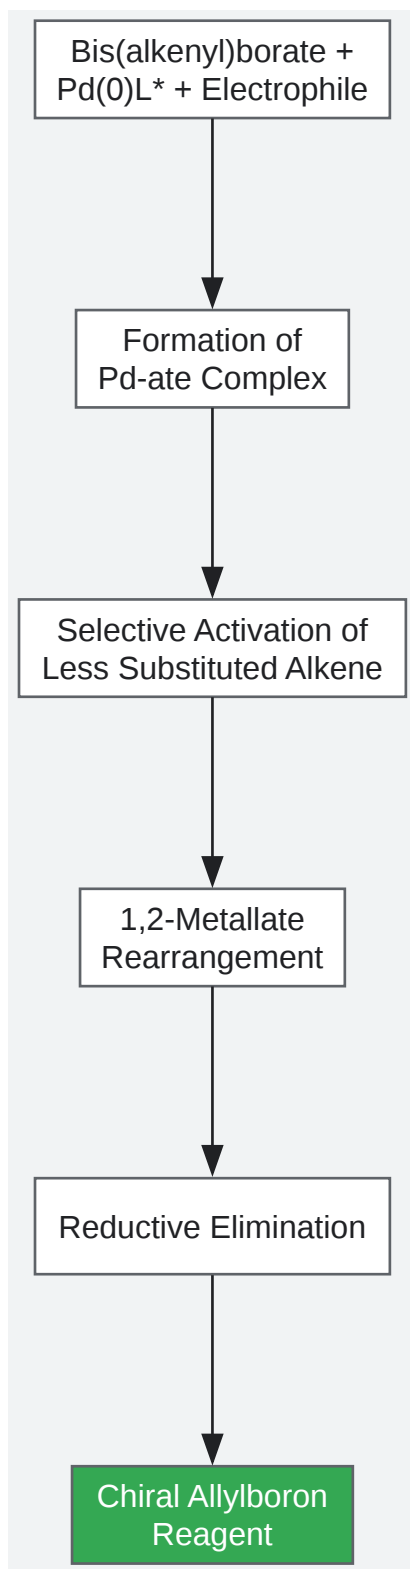 Bis(alkenyl)borate +
Pd(0)L* + Electrophile
Formation of
Pd-ate Complex
Selective Activation of
Less Substituted Alkene
1,2-Metallate
Rearrangement
Reductive Elimination
Chiral Allylboron
Reagent